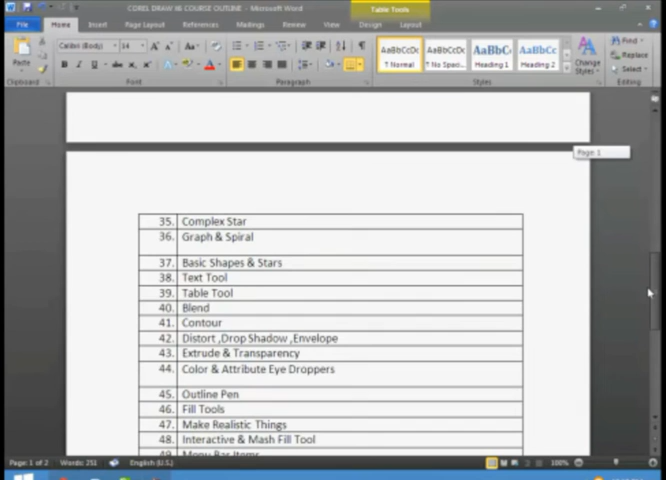 COREL DRAW X6 COURSE OUTLINE - Microsoft Word
Table Tools
File Home Insert Page Layout References Mailings Review View Design Layout
Calibri (Body) 14
Paste
AaBbCcDc AaBbCcDc AaBbC AaBbCc
¶ Normal ¶ No Spaci... Heading 1 Heading 2
Change Styles
Find
Replace
Select
Clipboard Font Paragraph Styles Editing
Page 1
35. Complex Star
36. Graph & Spiral
37. Basic Shapes & Stars
38. Text Tool
39. Table Tool
40. Blend
41. Contour
42. Distort ,Drop Shadow ,Envelope
43. Extrude & Transparency
44. Color & Attribute Eye Droppers
45. Outline Pen
46. Fill Tools
47. Make Realistic Things
48. Interactive & Mash Fill Tool
49. Menu Bar Items
Page: 1 of 2 Words: 251 English (U.S.) 100%